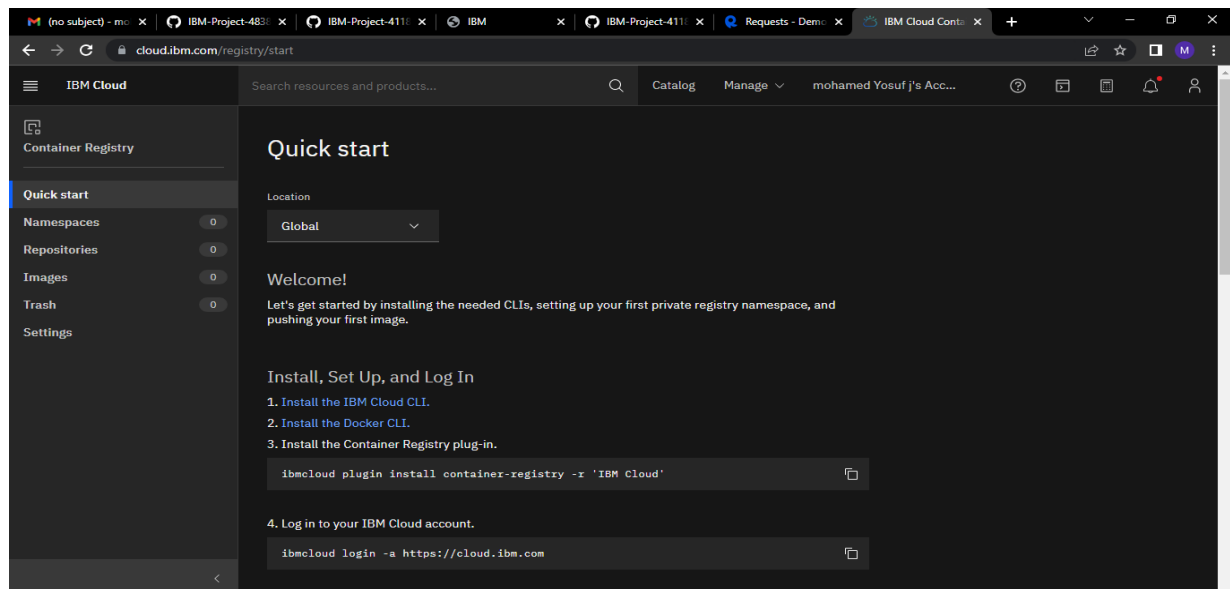 (no subject) - mo
IBM-Project-4838
IBM-Project-4118
IBM
IBM-Project-4118
Requests - Demo
IBM Cloud Conta
cloud.ibm.com/registry/start
M
IBM Cloud
Search resources and products...
Catalog
Manage
mohamed Yosuf j's Acc...
Container Registry
Quick start
Namespaces 0
Repositories 0
Images 0
Trash 0
Settings
Quick start
Location
Global
Welcome!
Let's get started by installing the needed CLIs, setting up your first private registry namespace, and
pushing your first image.
Install, Set Up, and Log In
1. Install the IBM Cloud CLI.
2. Install the Docker CLI.
3. Install the Container Registry plug-in.
ibmcloud plugin install container-registry -r 'IBM Cloud'
4. Log in to your IBM Cloud account.
ibmcloud login -a https://cloud.ibm.com